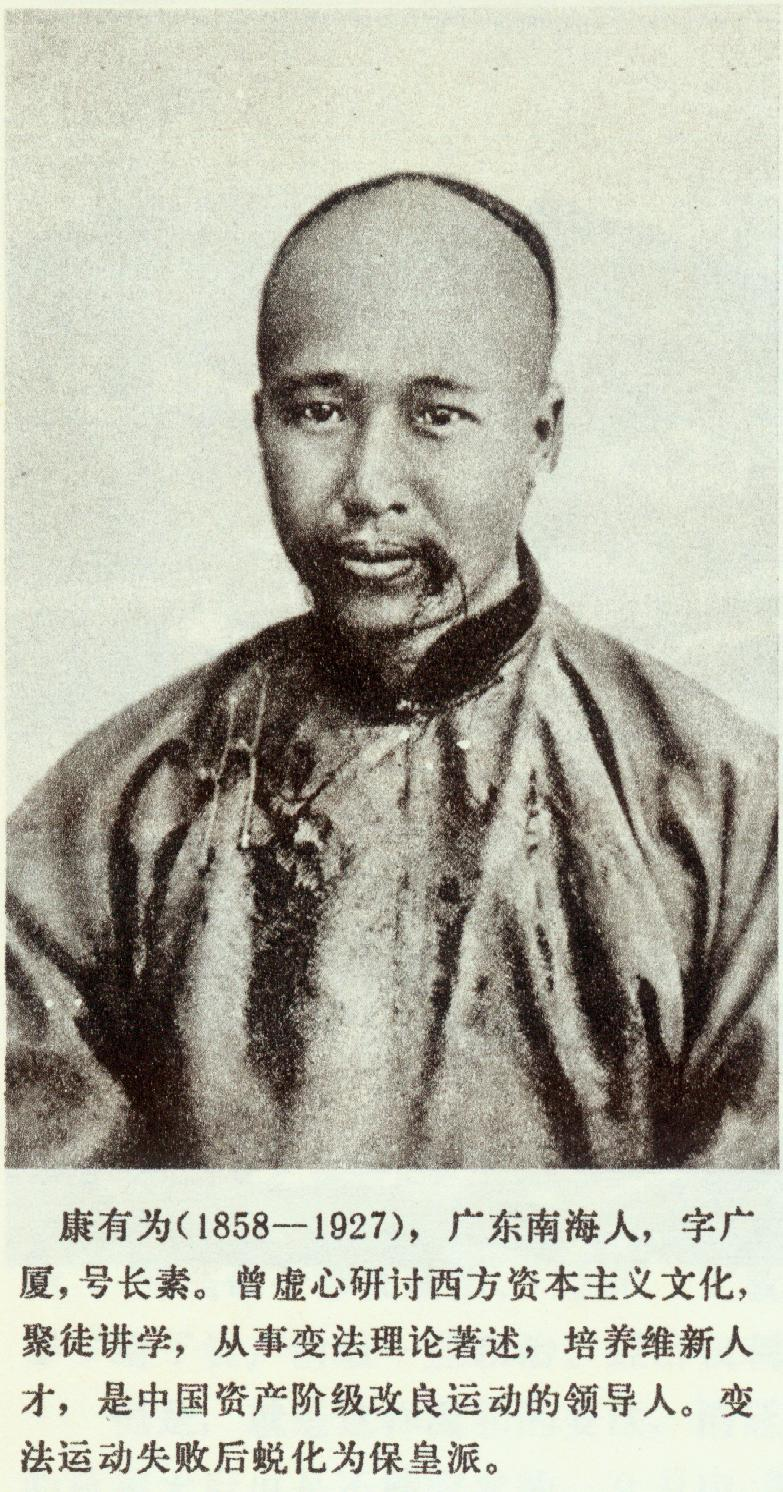 康有为(1858—1927)，广东南海人，字广
厦，号长素。曾虚心研讨西方资本主义文化，
聚徒讲学，从事变法理论著述，培养维新人
才，是中国资产阶级改良运动的领导人。变
法运动失败后蜕化为保皇派。